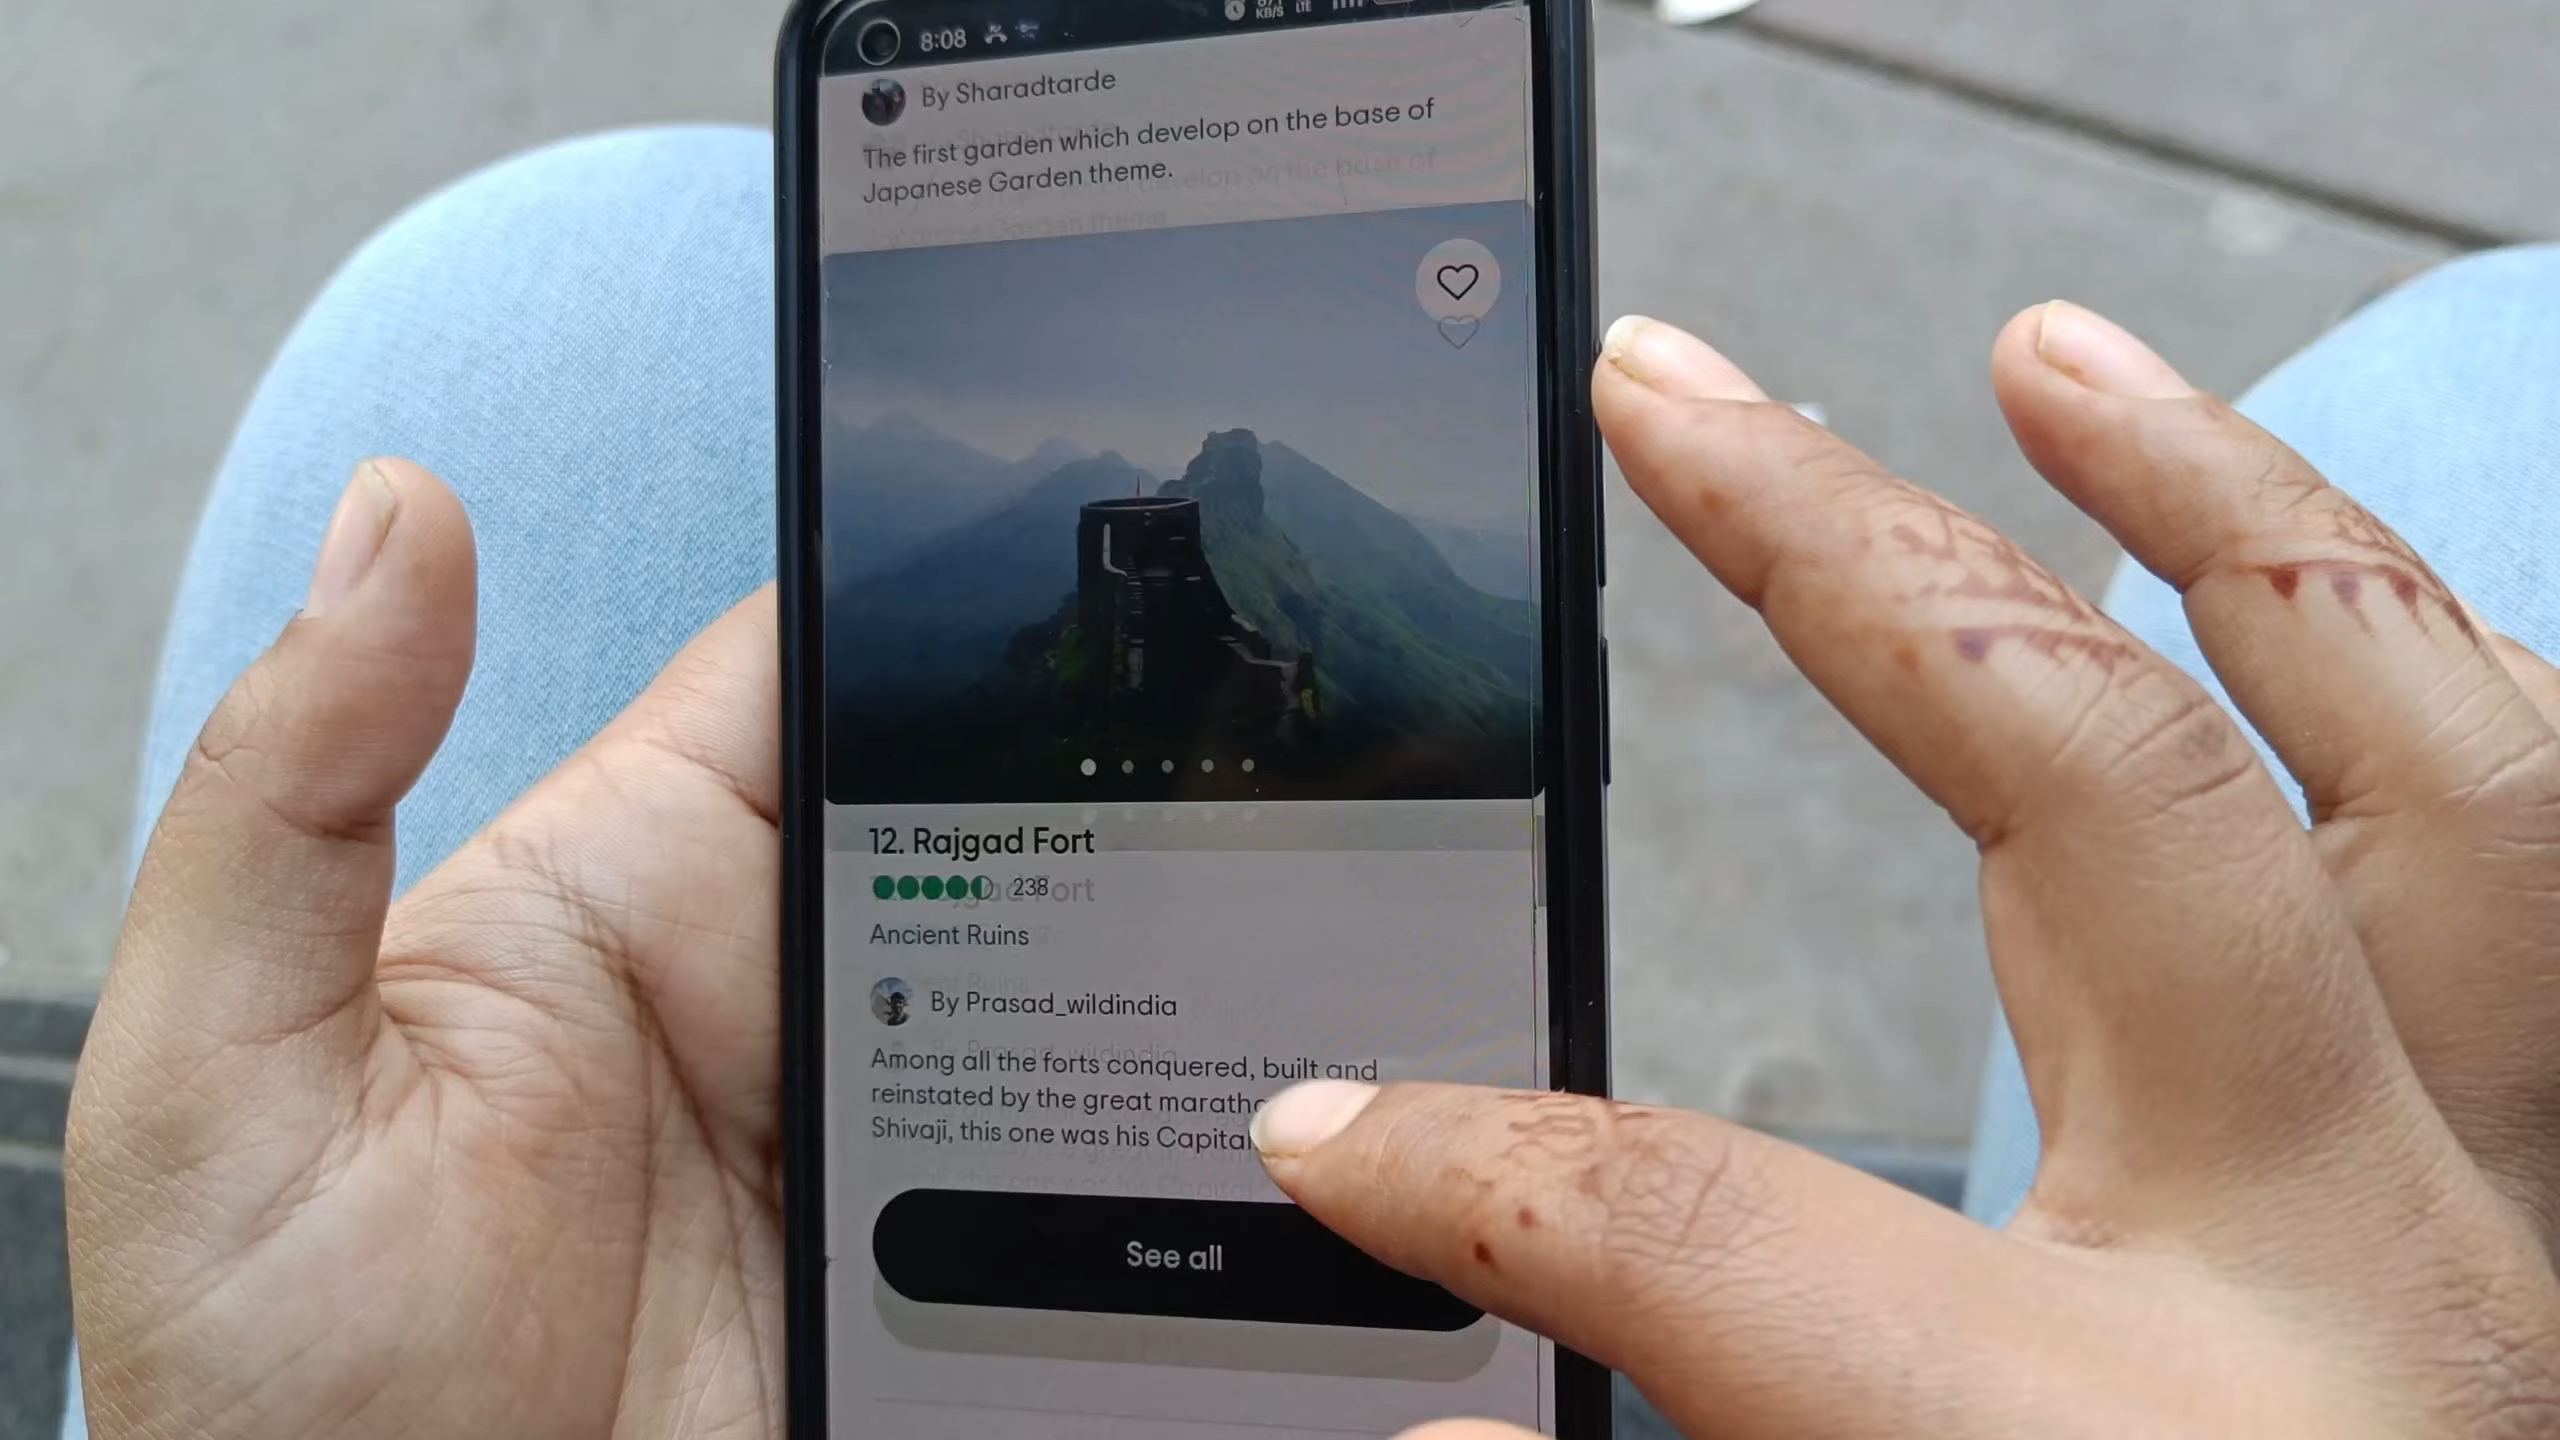 8:08
KB/S LTE
By Sharadtarde
The first garden which develop on the base of
Japanese Garden theme.
12. Rajgad Fort
238
Ancient Ruins
By Prasad_wildindia
Among all the forts conquered, built and
reinstated by the great
Shivaji, this one was his Capital
See all